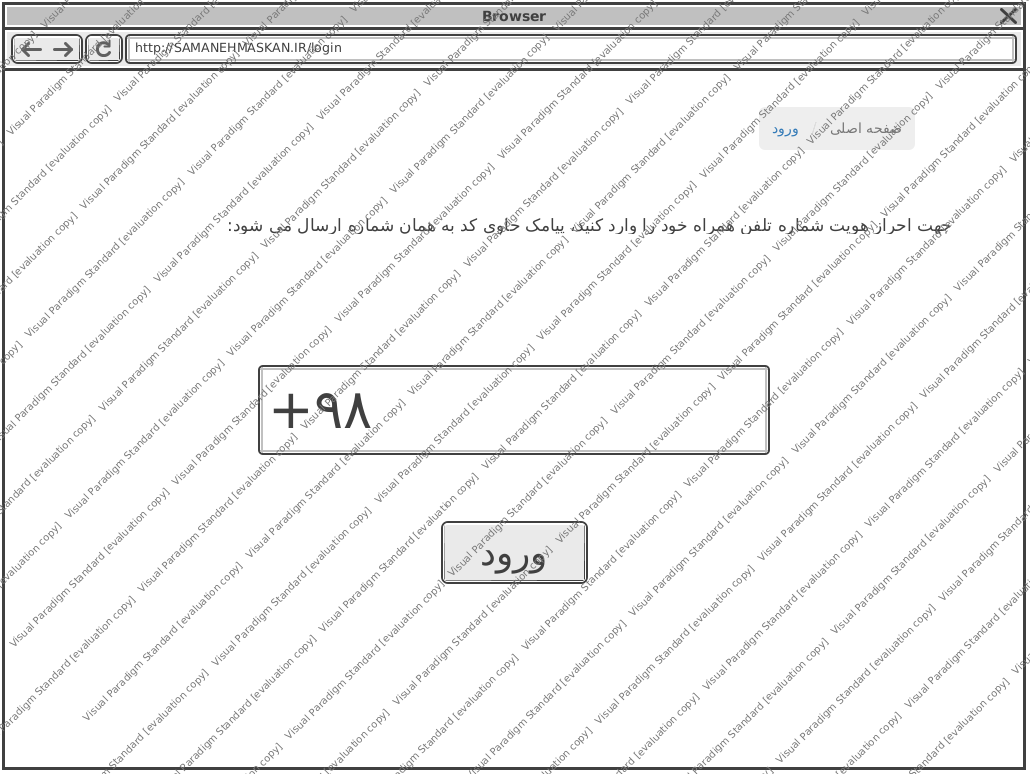 Browser
http://SAMANEHMASKAN.IR/login
صفحه اصلی / ورود
جهت احراز هویت شماره تلفن همراه خود را وارد کنید، پیامک حاوی کد به همان شماره ارسال می شود:
+۹۸
ورود
Visual Paradigm Standard [evaluation copy]